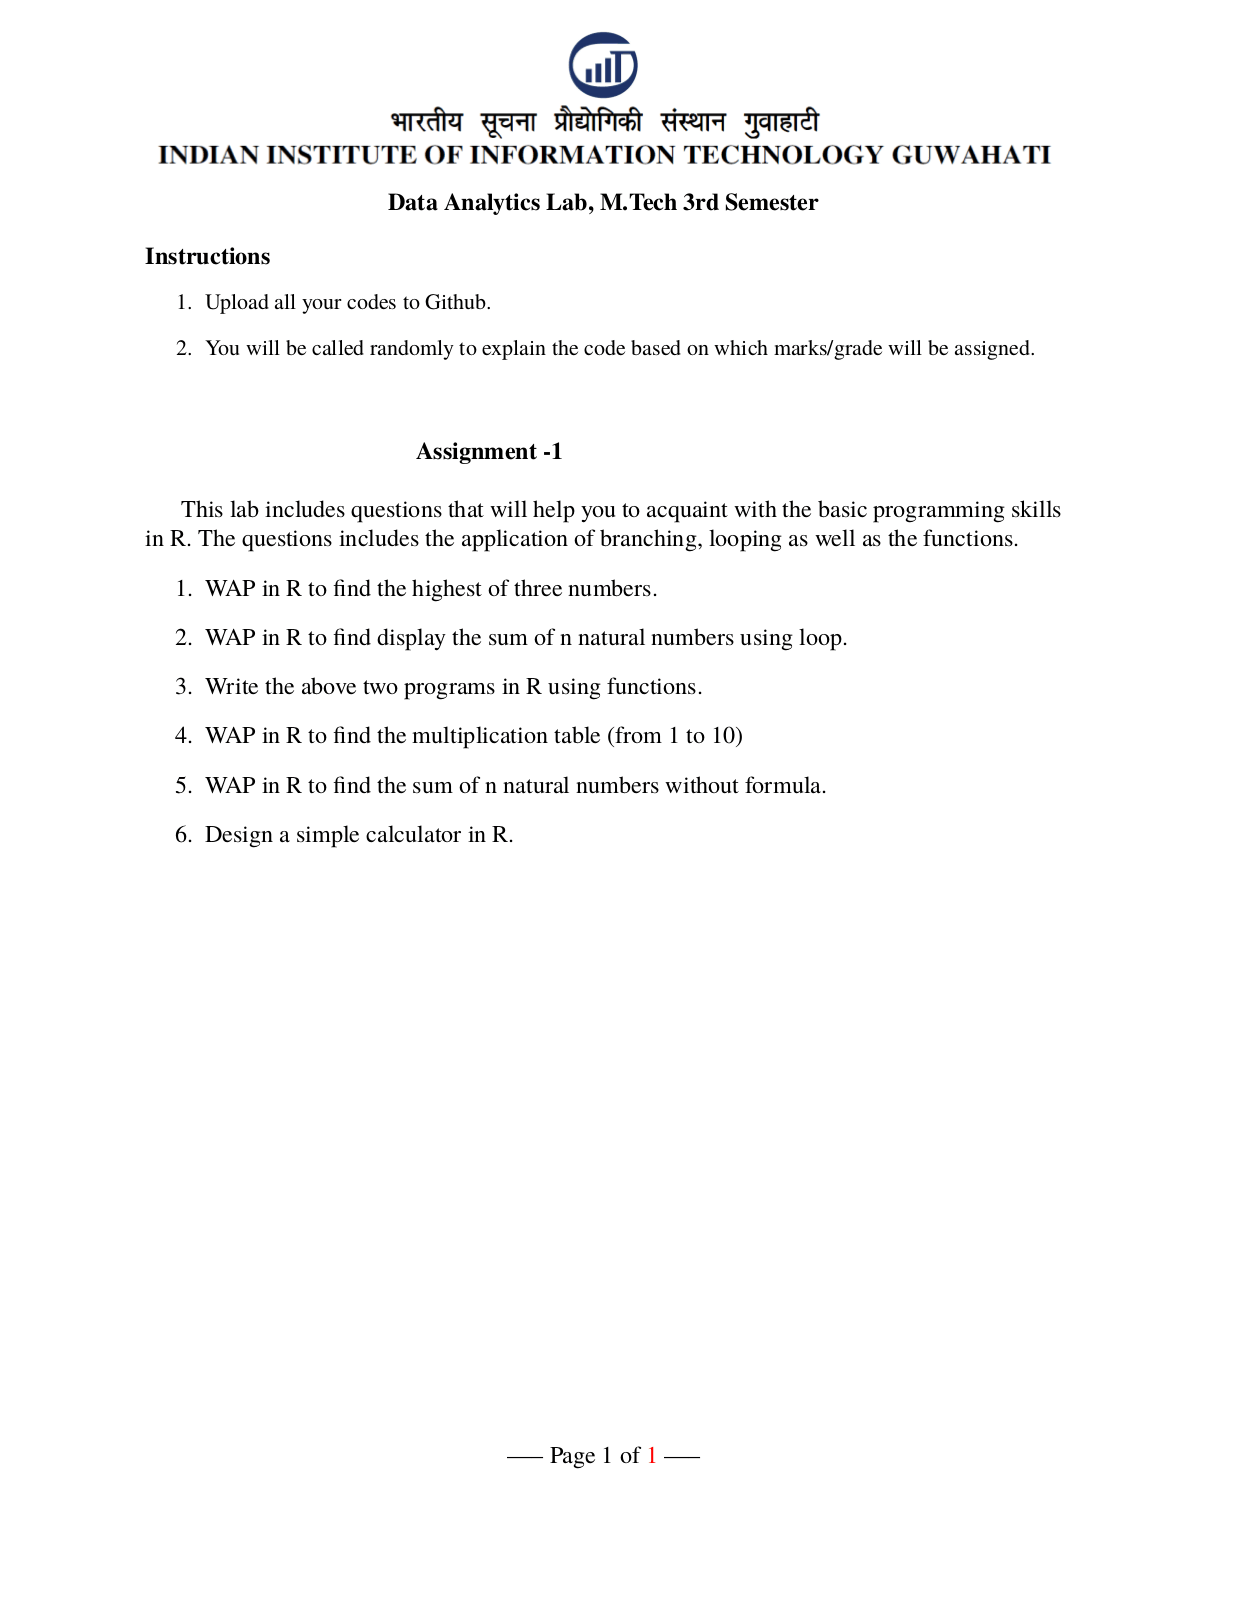 भारतीय सूचना प्रौद्योगिकी संस्थान गुवाहाटी
INDIAN INSTITUTE OF INFORMATION TECHNOLOGY GUWAHATI
Data Analytics Lab, M.Tech 3rd Semester
Instructions
1. Upload all your codes to Github.
2. You will be called randomly to explain the code based on which marks/grade will be assigned.
Assignment -1
This lab includes questions that will help you to acquaint with the basic programming skills
in R. The questions includes the application of branching, looping as well as the functions.
1. WAP in R to find the highest of three numbers.
2. WAP in R to find display the sum of n natural numbers using loop.
3. Write the above two programs in R using functions.
4. WAP in R to find the multiplication table (from 1 to 10)
5. WAP in R to find the sum of n natural numbers without formula.
6. Design a simple calculator in R.
—– Page 1 of 1 —–